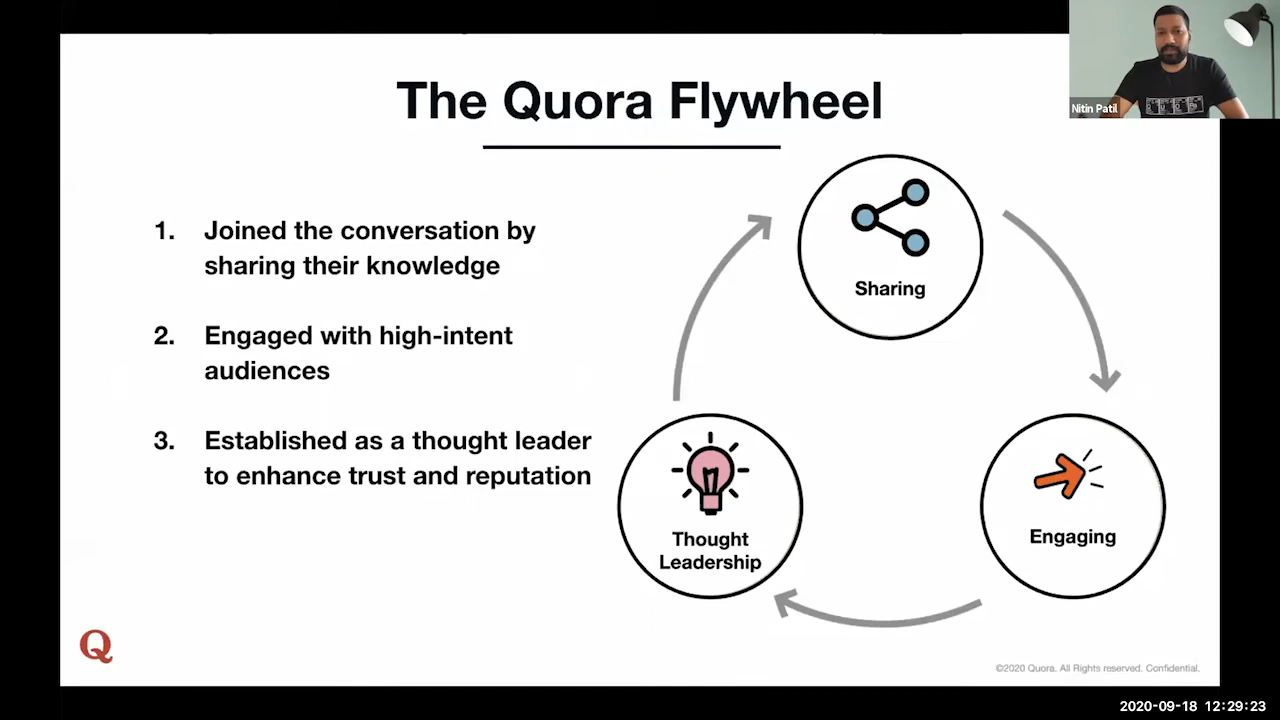 The Quora Flywheel
Nitin Patil
1. Joined the conversation by
sharing their knowledge
2. Engaged with high-intent
audiences
3. Established as a thought leader
to enhance trust and reputation
Sharing
Engaging
Thought
Leadership
Q
©2020 Quora. All Rights reserved. Confidential.
2020-09-18 12:29:23